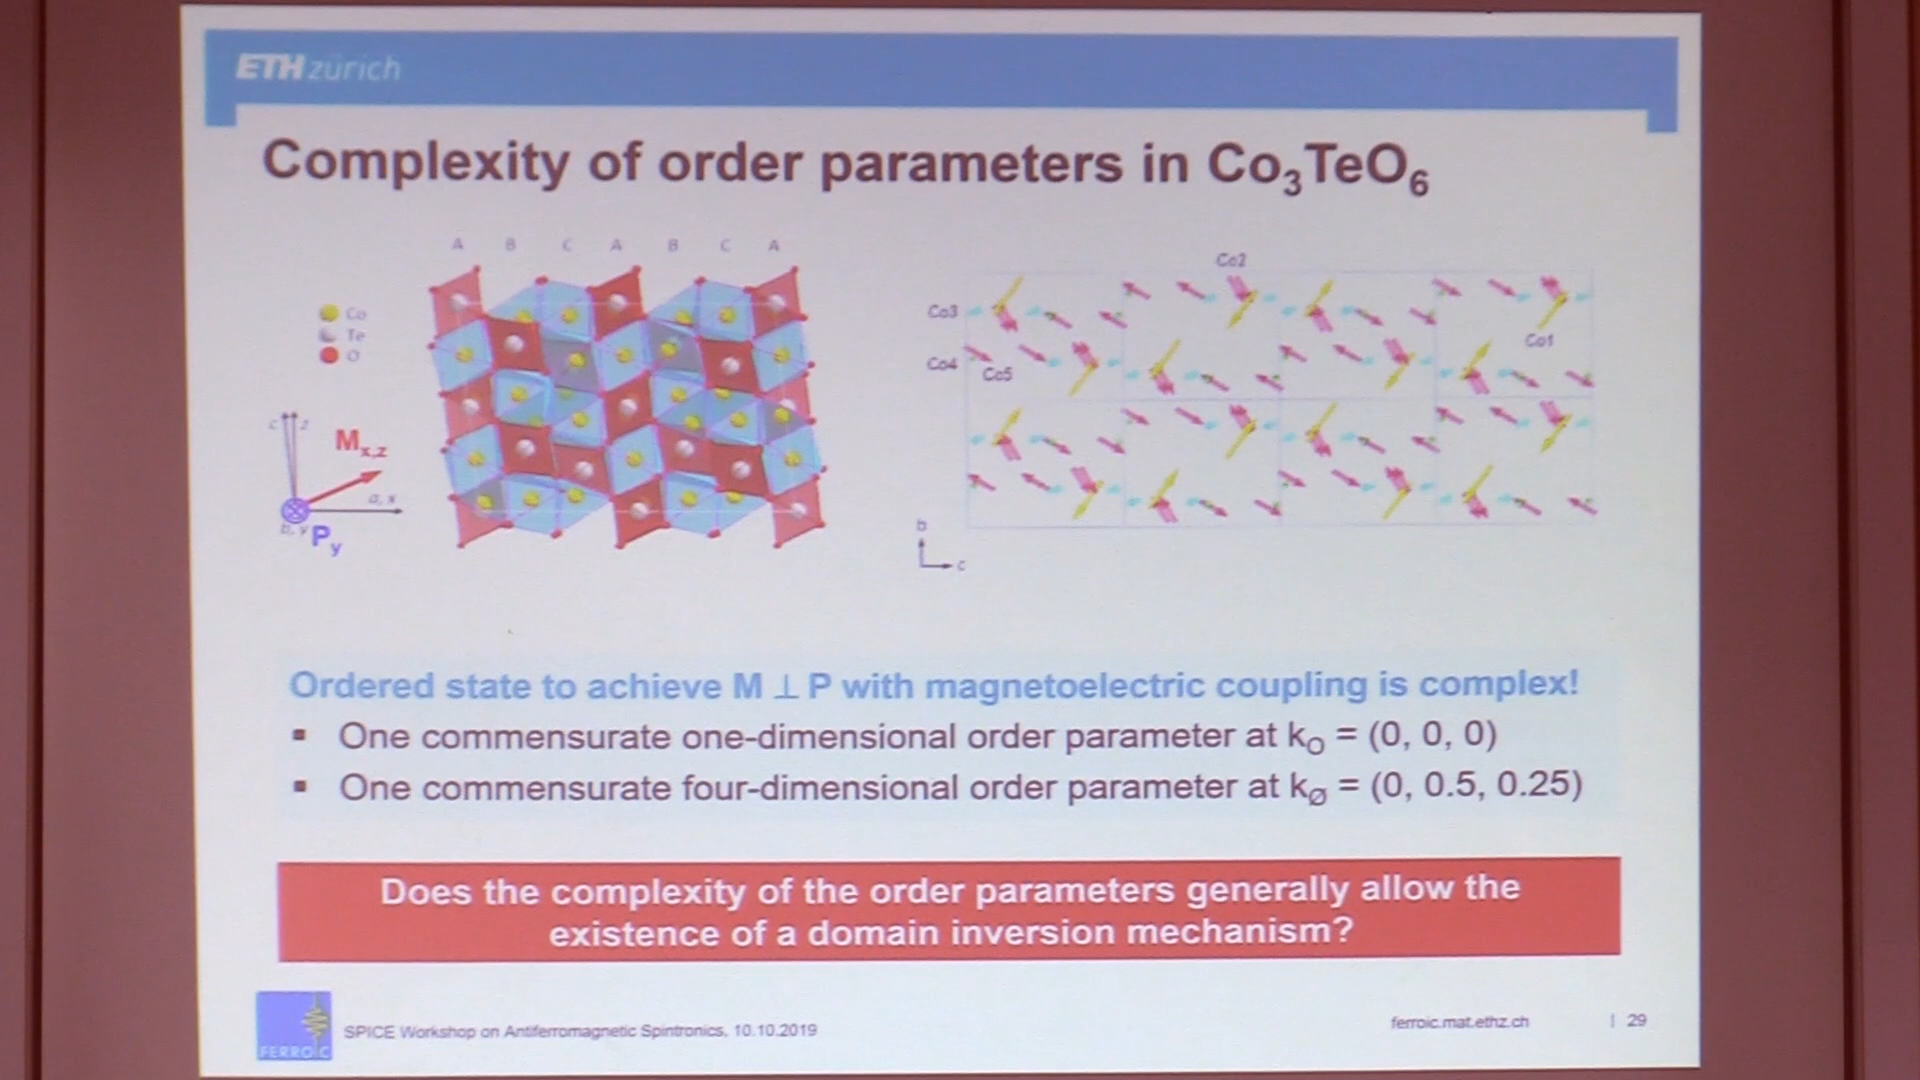 ETH zürich
Complexity of order parameters in Co₃TeO₆
A B C A B C A
Co
Te
O
c z
Mx,z
a, x
b, y
Py
Co2
Co3
Co1
Co4
Co5
b
c
Ordered state to achieve M ⊥ P with magnetoelectric coupling is complex!
▪ One commensurate one-dimensional order parameter at kO = (0, 0, 0)
▪ One commensurate four-dimensional order parameter at kø = (0, 0.5, 0.25)
Does the complexity of the order parameters generally allow the
existence of a domain inversion mechanism?
FERROIC
SPICE Workshop on Antiferromagnetic Spintronics, 10.10.2019
ferroic.mat.ethz.ch
| 29